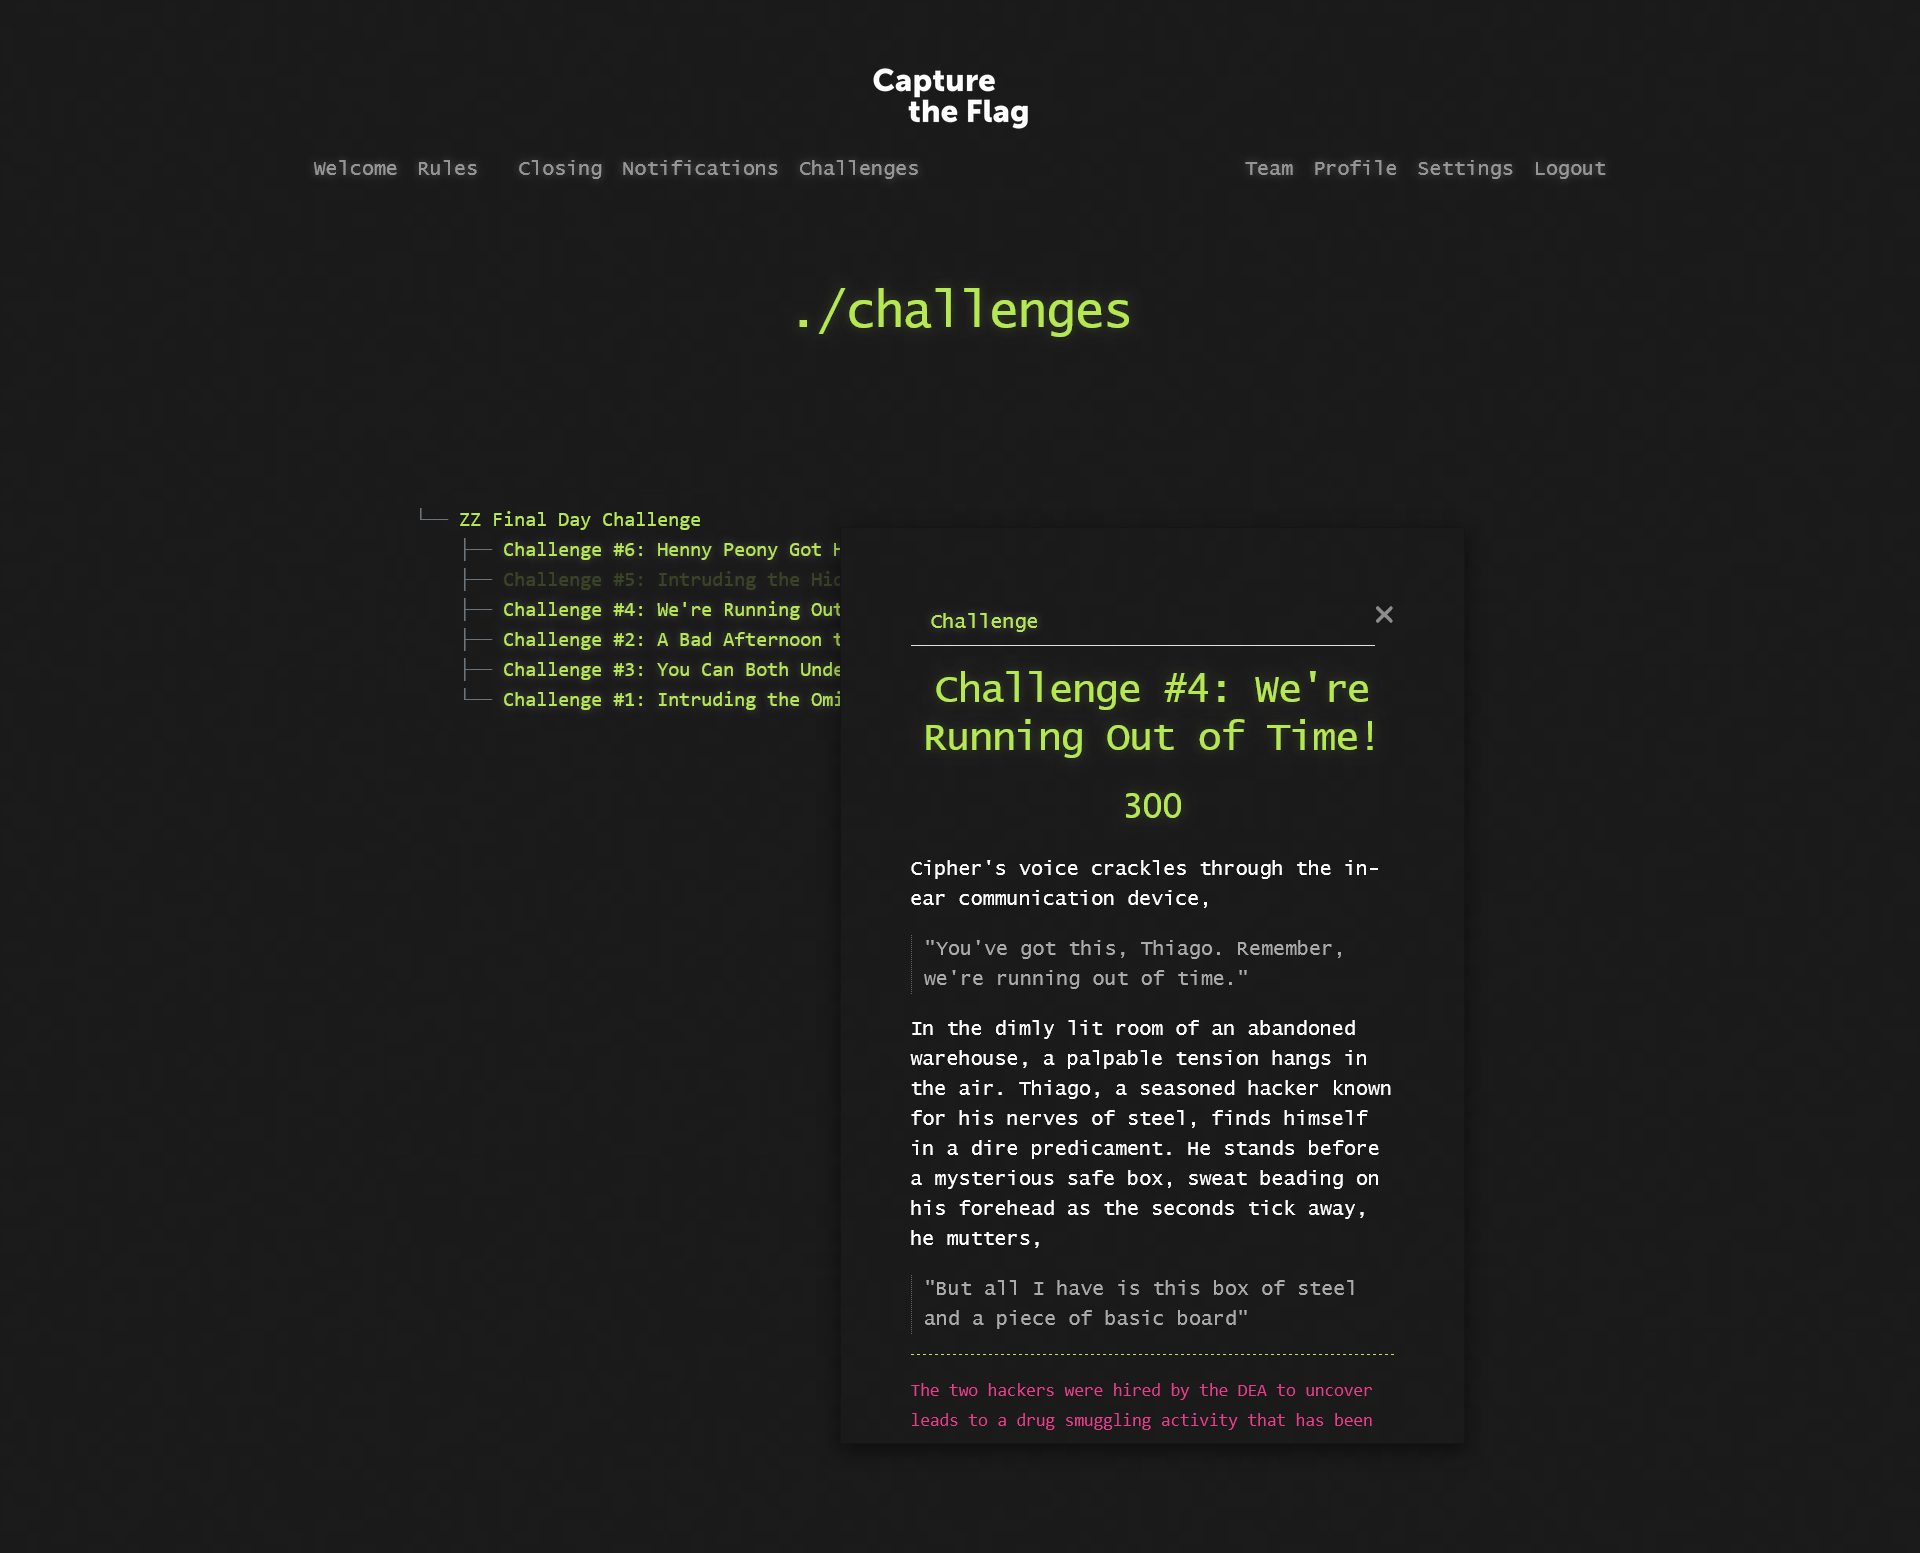 Capture
the Flag
Welcome Rules Closing Notifications Challenges Team Profile Settings Logout
./challenges
ZZ Final Day Challenge
Challenge #6: Henny Peony Got
Challenge #5: Intruding the Hid
Challenge #4: We're Running Out
Challenge #2: A Bad Afternoon
Challenge #3: You Can Both Unde
Challenge #1: Intruding the Omi
Challenge
Challenge #4: We're
Running Out of Time!
300
Cipher's voice crackles through the in-
ear communication device,
"You've got this, Thiago. Remember,
we're running out of time."
In the dimly lit room of an abandoned
warehouse, a palpable tension hangs in
the air. Thiago, a seasoned hacker known
for his nerves of steel, finds himself
in a dire predicament. He stands before
a mysterious safe box, sweat beading on
his forehead as the seconds tick away,
he mutters,
"But all I have is this box of steel
and a piece of basic board"
The two hackers were hired by the DEA to uncover
leads to a drug smuggling activity that has been